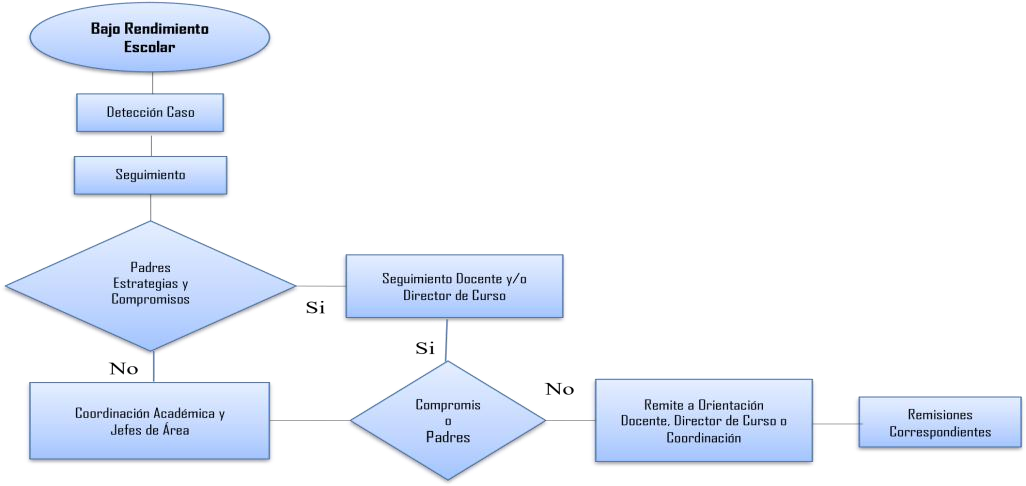 Bajo Rendimiento
Escolar
Detección Caso
Seguimiento
Padres
Estrategias y
Compromisos
Si
Seguimiento Docente y/o
Director de Curso
No
Si
Coordinación Académica y
Jefes de Área
Compromis
o
Padres
No
Remite a Orientación
Docente, Director de Curso o
Coordinación
Remisiones
Correspondientes